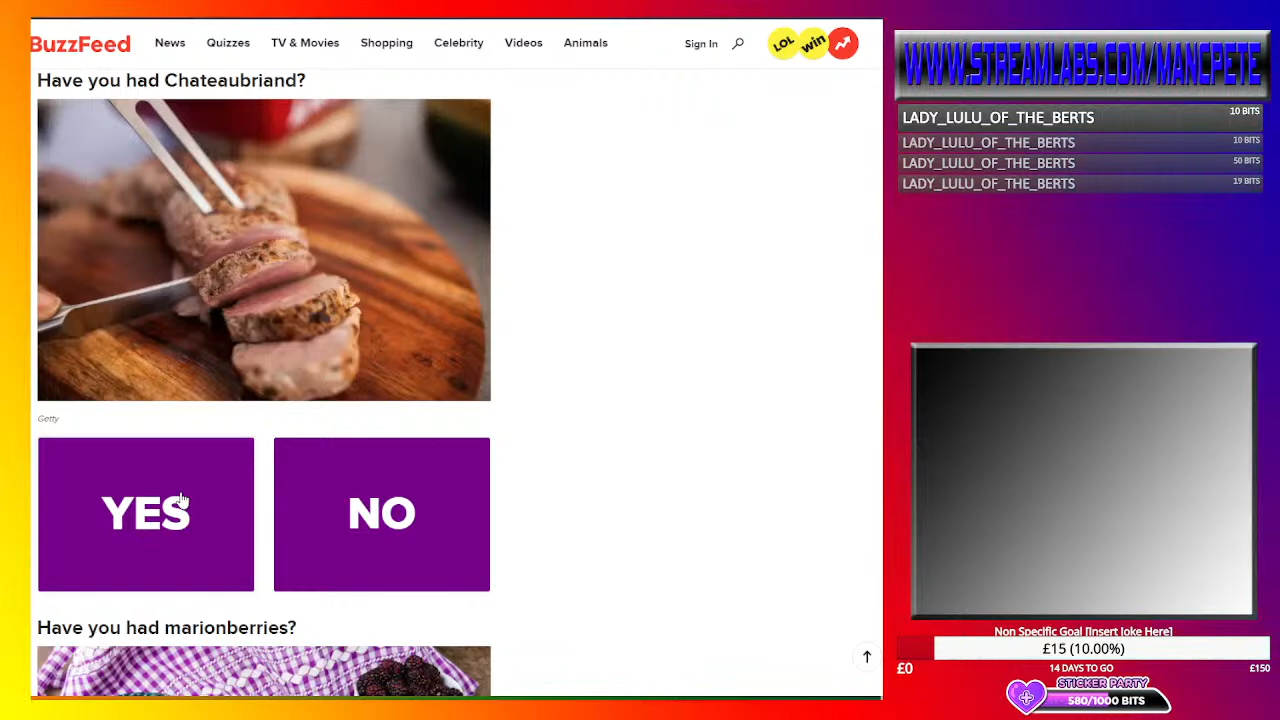 BuzzFeed
News
Quizzes
TV & Movies
Shopping
Celebrity
Videos
Animals
Sign In
LOL
win
Have you had Chateaubriand?
Getty
YES
NO
Have you had marionberries?
WWW.STREAMLABS.COM/MANCPETE
LADY_LULU_OF_THE_BERTS 10 BITS
LADY_LULU_OF_THE_BERTS 10 BITS
LADY_LULU_OF_THE_BERTS 50 BITS
LADY_LULU_OF_THE_BERTS 19 BITS
Non Specific Goal [Insert Joke Here]
£15 (10.00%)
£0 14 DAYS TO GO £150
STICKER PARTY
580/1000 BITS